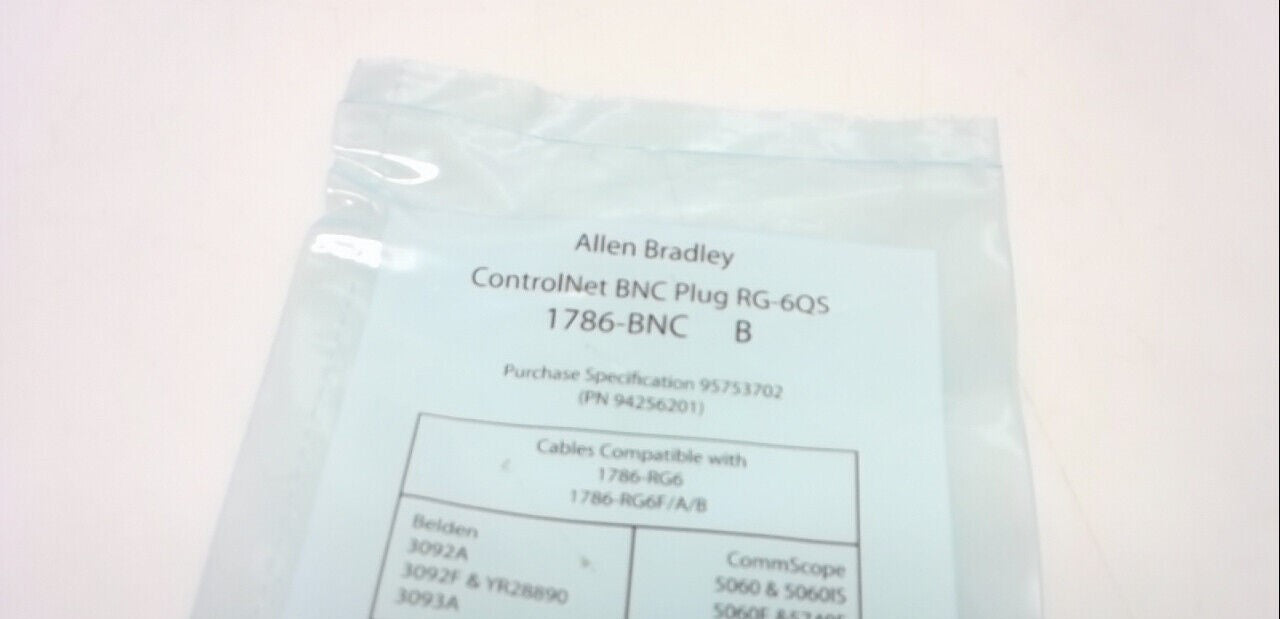 Allen Bradley
ControlNet BNC Plug RG-6QS
1786-BNC B
Purchase Specification 95753702
(PN 94256201)
Cables Compatible with
1786-RG6
1786-RG6F/A/B
Belden
3092A
3092F & YR28890
3093A
CommScope
5060 & 5060IS
5060F